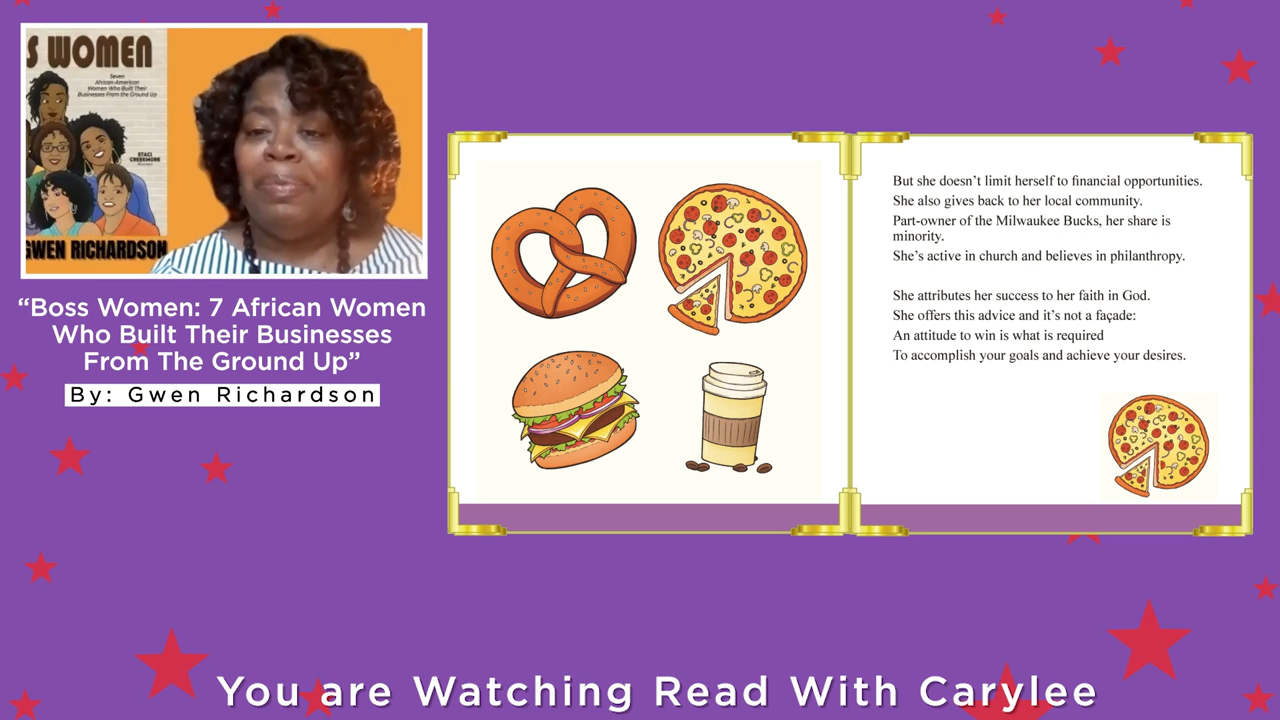 S WOMEN
Seven
African-American
Women Who Built Their
Businesses From the Ground Up
STACI
CREEKMORE
GWEN RICHARDSON
“Boss Women: 7 African Women
Who Built Their Businesses
From The Ground Up”
By: Gwen Richardson
But she doesn’t limit herself to financial opportunities.
She also gives back to her local community.
Part-owner of the Milwaukee Bucks, her share is
minority.
She’s active in church and believes in philanthropy.
She attributes her success to her faith in God.
She offers this advice and it’s not a façade:
An attitude to win is what is required
To accomplish your goals and achieve your desires.
You are Watching Read With Carylee